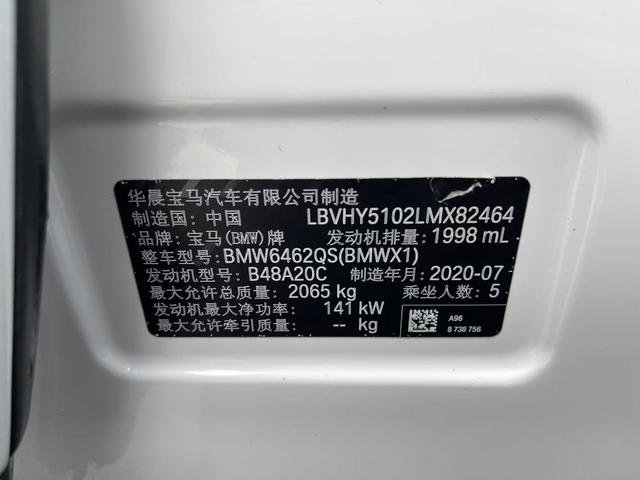 华晨宝马汽车有限公司制造
制造国: 中国 LBVHY5102LMX82464
品牌: 宝马(BMW)牌 发动机排量: 1998 mL
整车型号: BMW6462QS(BMWX1)
发动机型号: B48A20C 制造年月: 2020-07
最大允许总质量: 2065 kg 乘坐人数: 5
发动机最大净功率: 141 kW
最大允许牵引质量: -- kg
A96
8 738 756